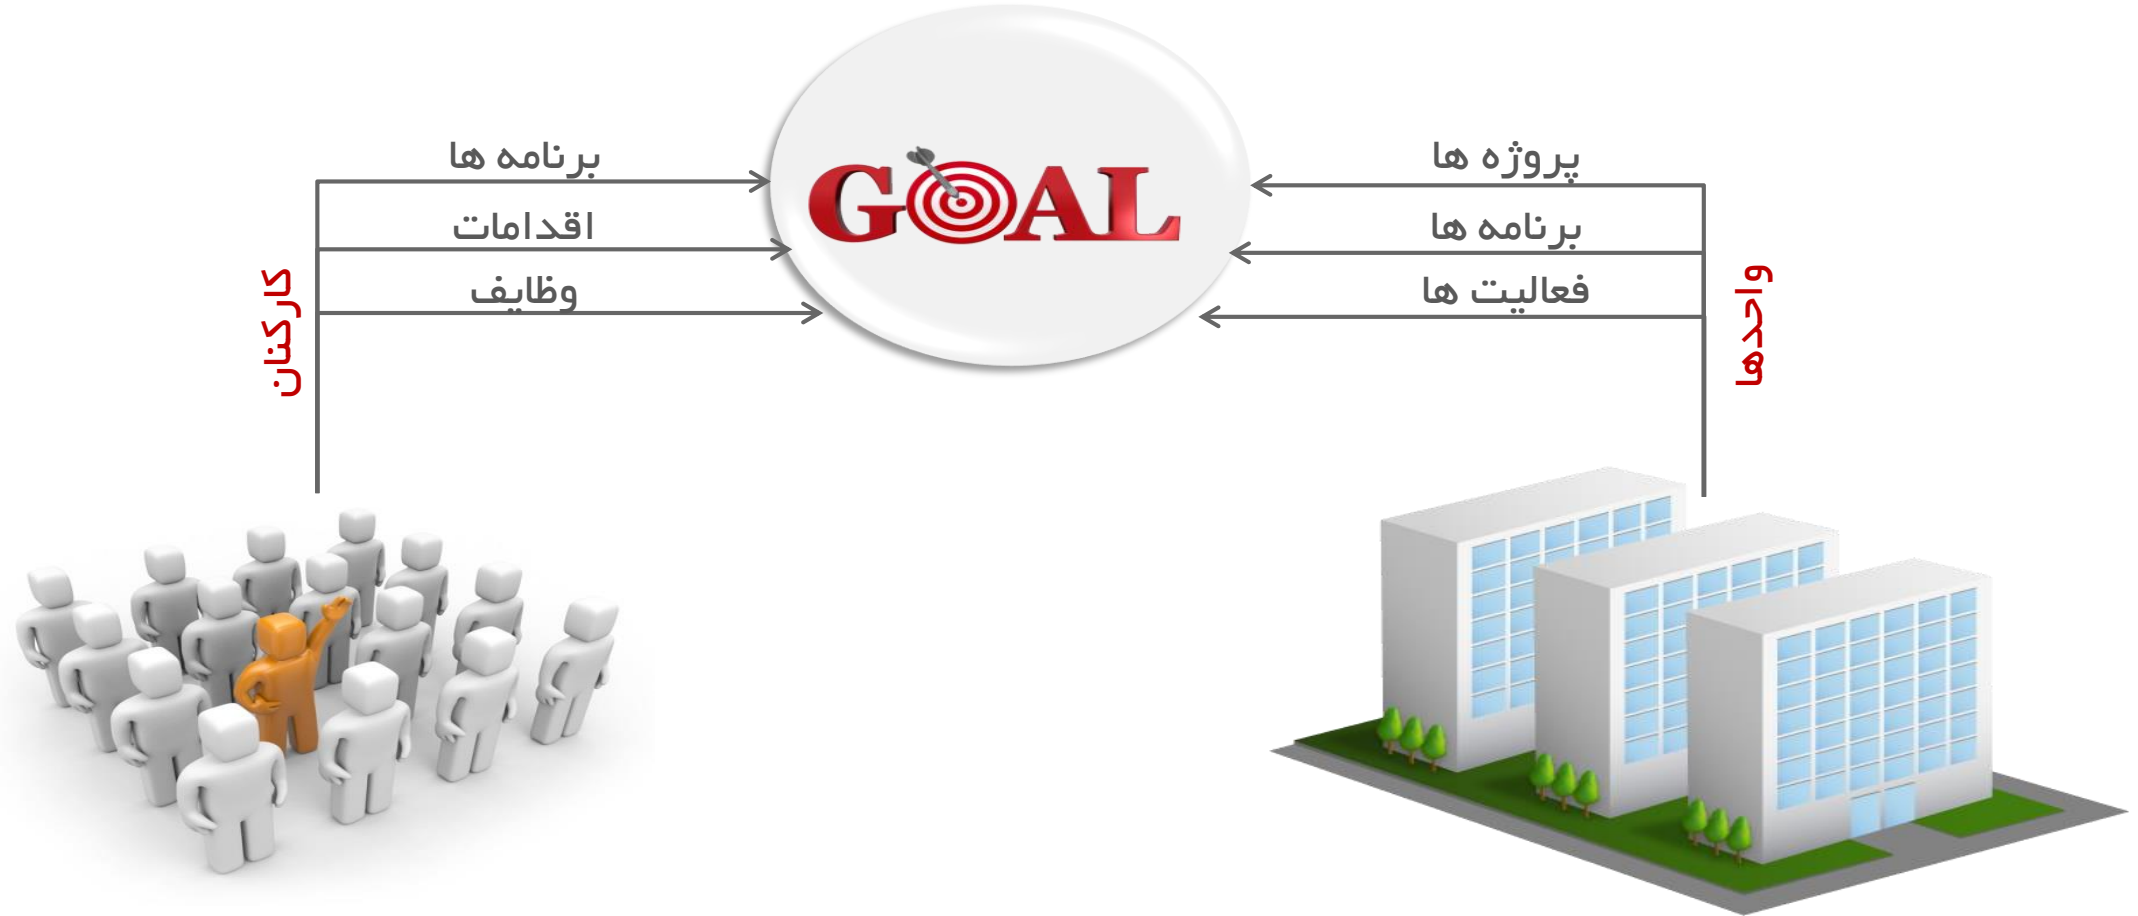 GOAL
پروژه ها
برنامه ها
فعالیت ها
واحدها
برنامه ها
اقدامات
وظایف
کارکنان